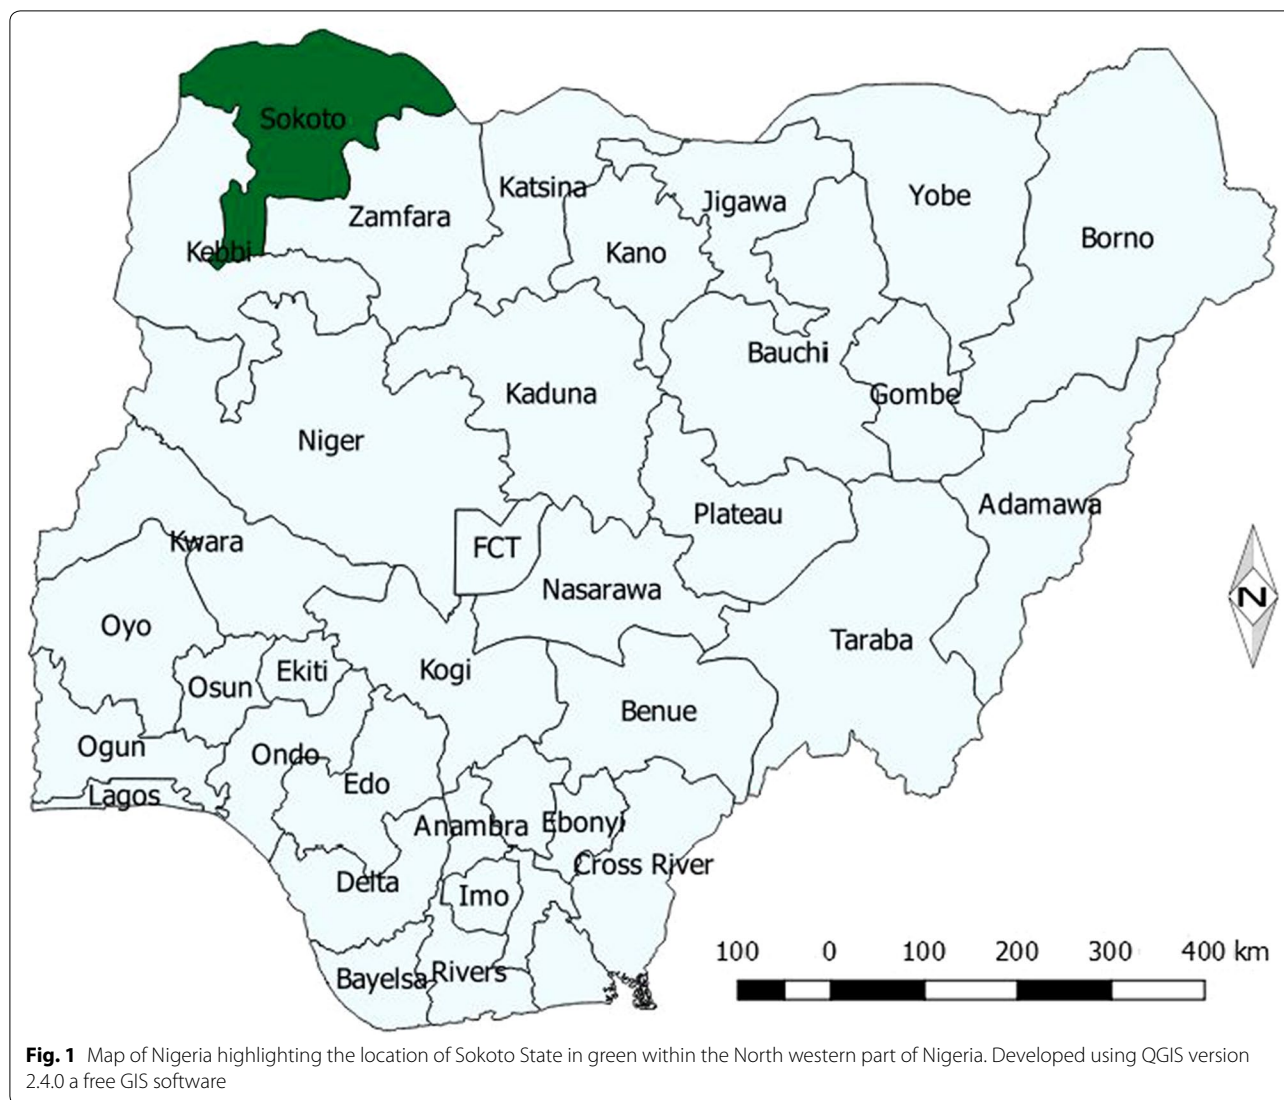 Sokoto
Katsina
Jigawa
Yobe
Zamfara
Borno
Kebbi
Kano
Bauchi
Kaduna
Gombe
Niger
Adamawa
Plateau
Kwara
FCT
Nasarawa
N
Oyo
Taraba
Ekiti
Kogi
Osun
Benue
Ogun
Ondo
Edo
Lagos
Anambra
Ebonyi
Cross River
Delta
Imo
Bayelsa
Rivers
100 0 100 200 300 400 km
Fig. 1 Map of Nigeria highlighting the location of Sokoto State in green within the North western part of Nigeria. Developed using QGIS version
2.4.0 a free GIS software